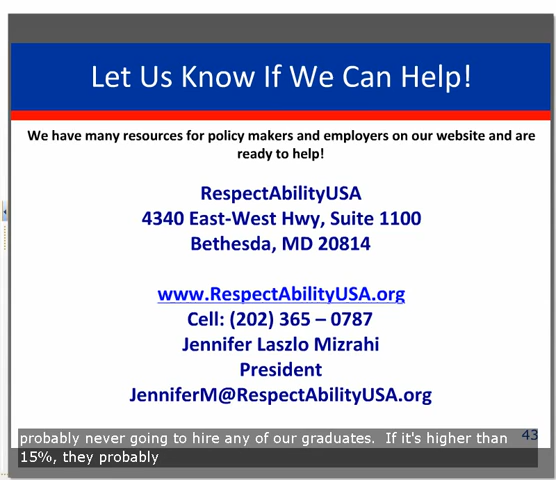 Let Us Know If We Can Help!
We have many resources for policy makers and employers on our website and are
ready to help!
RespectAbilityUSA
4340 East-West Hwy, Suite 1100
Bethesda, MD 20814
www.RespectAbilityUSA.org
Cell: (202) 365 – 0787
Jennifer Laszlo Mizrahi
President
JenniferM@RespectAbilityUSA.org
43
probably never going to hire any of our graduates.  If it's higher than
15%, they probably